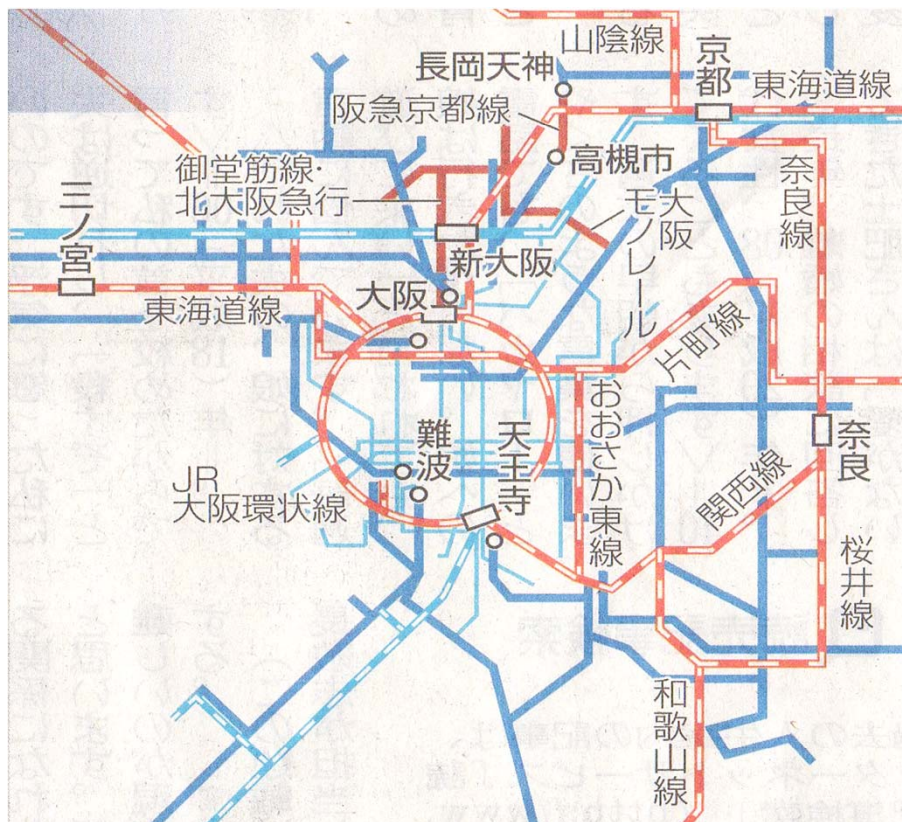 山陰線
京都
長岡天神
東海道線
阪急京都線
高槻市
御堂筋線・
北大阪急行
奈良線
三ノ宮
大阪
モノレール
新大阪
大阪
東海道線
片町線
おおさか東線
難波
天王寺
奈良
JR
大阪環状線
関西線
桜井線
和歌山線